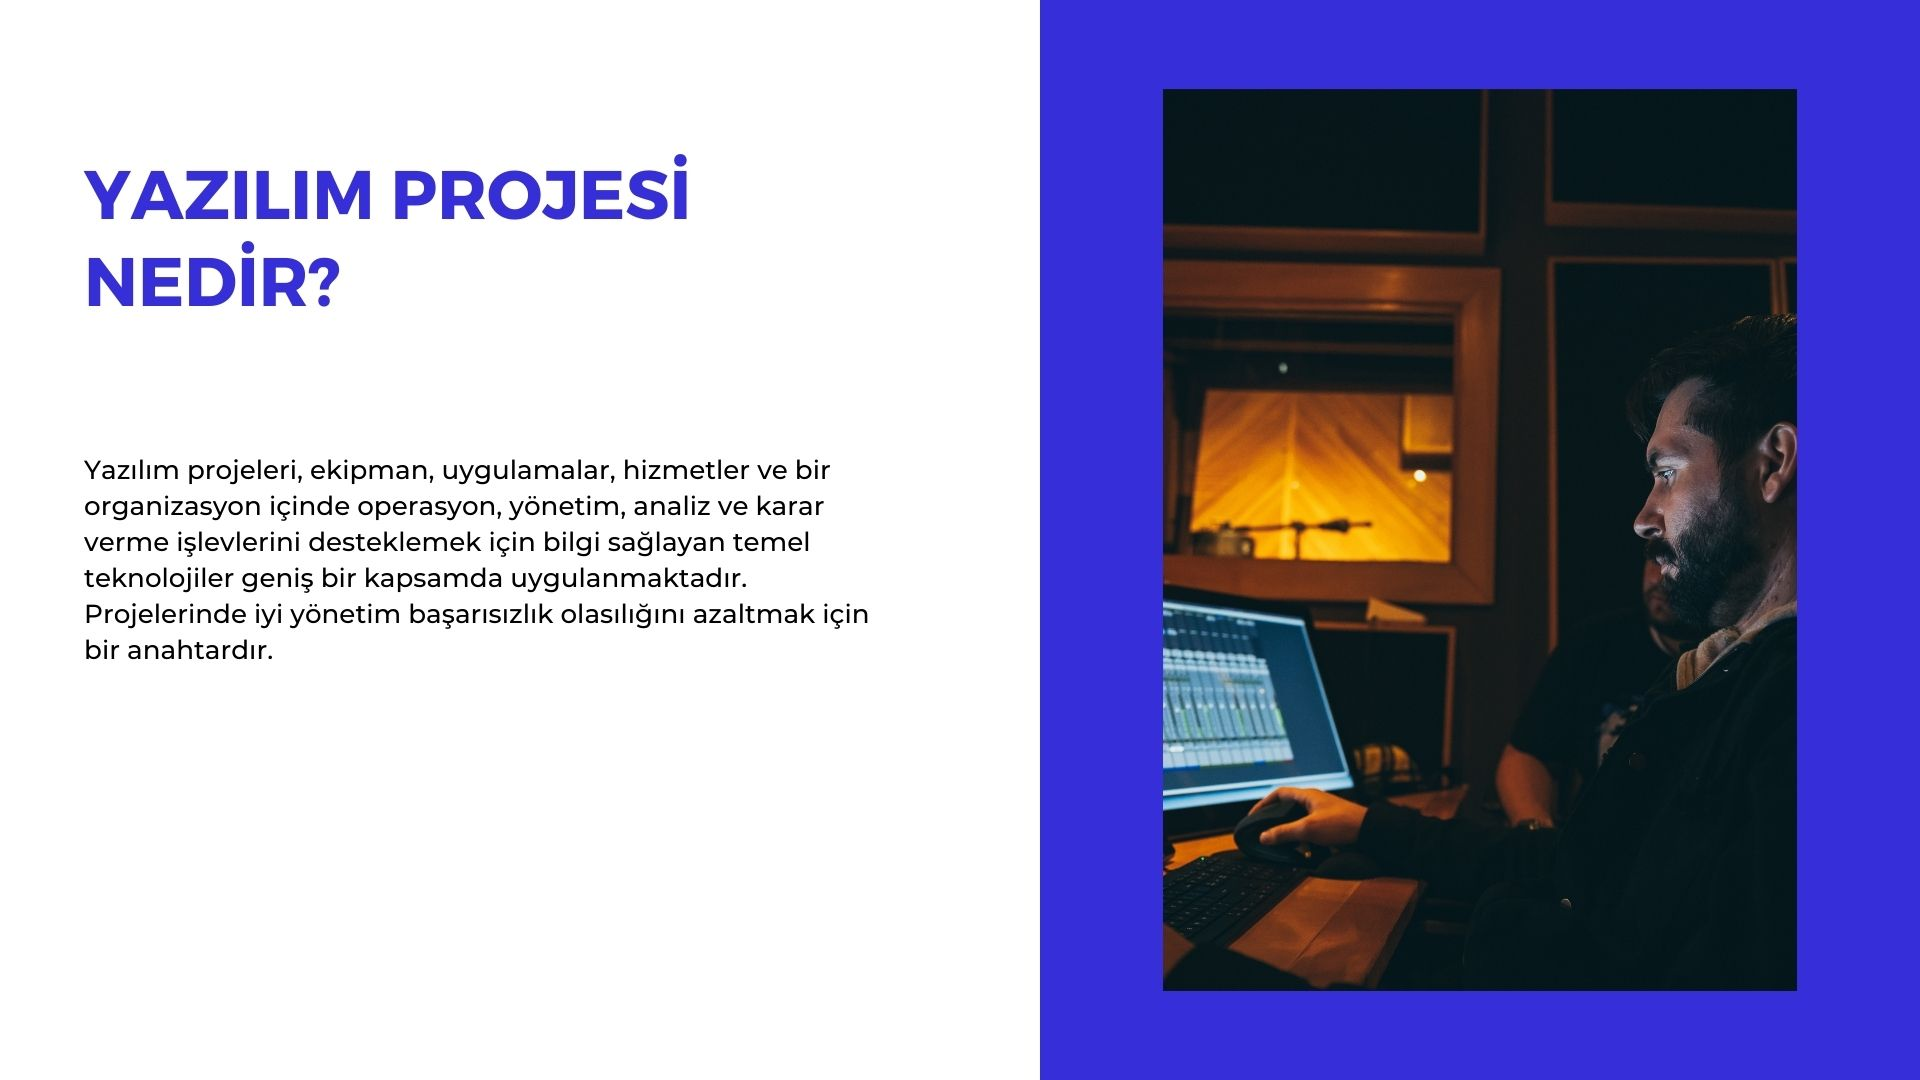 YAZILIM PROJESİ
NEDİR?
Yazılım projeleri, ekipman, uygulamalar, hizmetler ve bir
organizasyon içinde operasyon, yönetim, analiz ve karar
verme işlevlerini desteklemek için bilgi sağlayan temel
teknolojiler geniş bir kapsamda uygulanmaktadır.
Projelerinde iyi yönetim başarısızlık olasılığını azaltmak için
bir anahtardır.